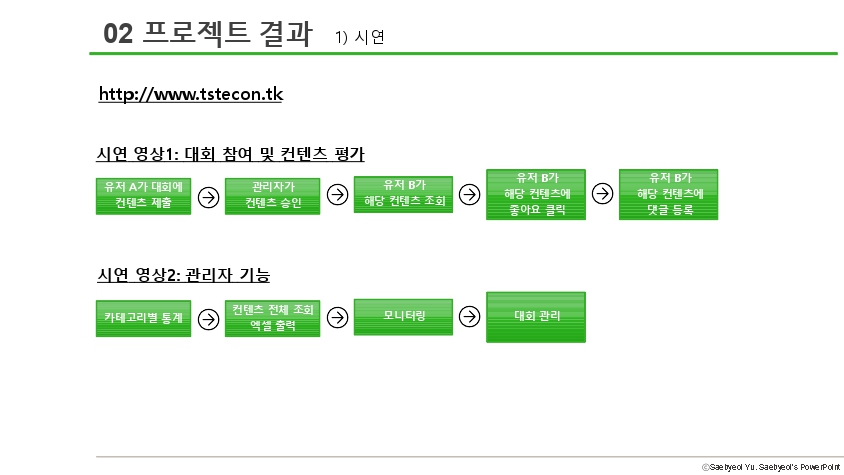 02 프로젝트 결과 1) 시연
http://www.tstecon.tk
시연 영상1: 대회 참여 및 컨텐츠 평가
유저 A가 대회에
컨텐츠 제출
관리자가
컨텐츠 승인
유저 B가
해당 컨텐츠 조회
유저 B가
해당 컨텐츠에
좋아요 클릭
유저 B가
해당 컨텐츠에
댓글 등록
시연 영상2: 관리자 기능
카테고리별 통계
컨텐츠 전체 조회
엑셀 출력
모니터링
대회 관리
ⓒSaebyeol Yu. Saebyeol's PowerPoint